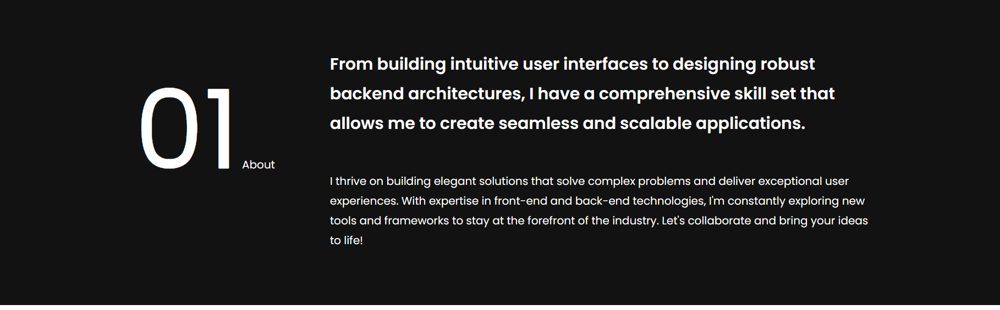 01 About
From building intuitive user interfaces to designing robust
backend architectures, I have a comprehensive skill set that
allows me to create seamless and scalable applications.
I thrive on building elegant solutions that solve complex problems and deliver exceptional user
experiences. With expertise in front-end and back-end technologies, I'm constantly exploring new
tools and frameworks to stay at the forefront of the industry. Let's collaborate and bring your ideas
to life!